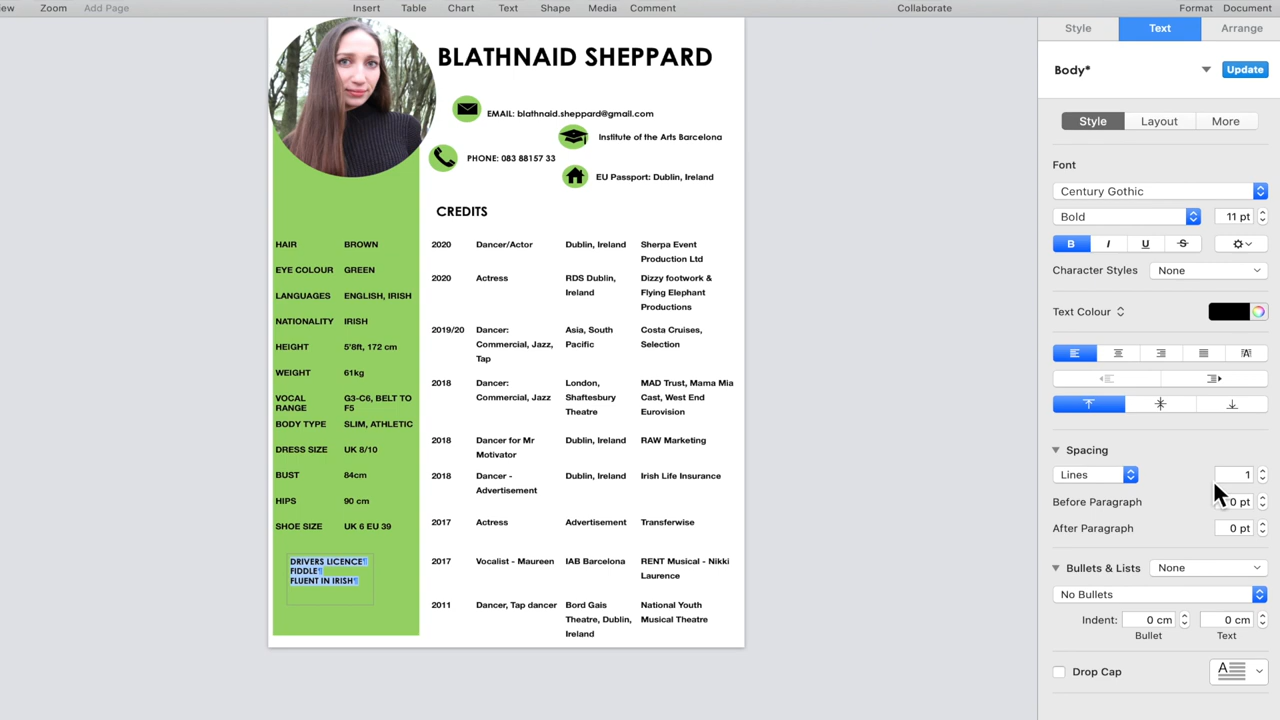 ew Zoom Add Page Insert Table Chart Text Shape Media Comment Collaborate Format Document
Style Text Arrange
Body* Update
Style Layout More
Font
Century Gothic
Bold 11 pt
B I U S
Character Styles None
Text Colour
Spacing
Lines 1
Before Paragraph 0 pt
After Paragraph 0 pt
Bullets & Lists None
No Bullets
Indent: 0 cm 0 cm
Bullet Text
Drop Cap A
BLATHNAID SHEPPARD
EMAIL: blathnaid.sheppard@gmail.com
Institute of the Arts Barcelona
PHONE: 083 88157 33
EU Passport: Dublin, Ireland
HAIR BROWN
EYE COLOUR GREEN
LANGUAGES ENGLISH, IRISH
NATIONALITY IRISH
HEIGHT 5'8ft, 172 cm
WEIGHT 61kg
VOCAL G3-C6, BELT TO
RANGE F5
BODY TYPE SLIM, ATHLETIC
DRESS SIZE UK 8/10
BUST 84cm
HIPS 90 cm
SHOE SIZE UK 6 EU 39
DRIVERS LICENCE¶
FIDDLE¶
FLUENT IN IRISH¶
CREDITS
2020 Dancer/Actor Dublin, Ireland Sherpa Event
Production Ltd
2020 Actress RDS Dublin, Dizzy footwork &
Ireland Flying Elephant
Productions
2019/20 Dancer: Asia, South Costa Cruises,
Commercial, Jazz, Pacific Selection
Tap
2018 Dancer: London, MAD Trust, Mama Mia
Commercial, Jazz Shaftesbury Cast, West End
Theatre Eurovision
2018 Dancer for Mr Dublin, Ireland RAW Marketing
Motivator
2018 Dancer - Dublin, Ireland Irish Life Insurance
Advertisement
2017 Actress Advertisement Transferwise
2017 Vocalist - Maureen IAB Barcelona RENT Musical - Nikki
Laurence
2011 Dancer, Tap dancer Bord Gais National Youth
Theatre, Dublin, Musical Theatre
Ireland